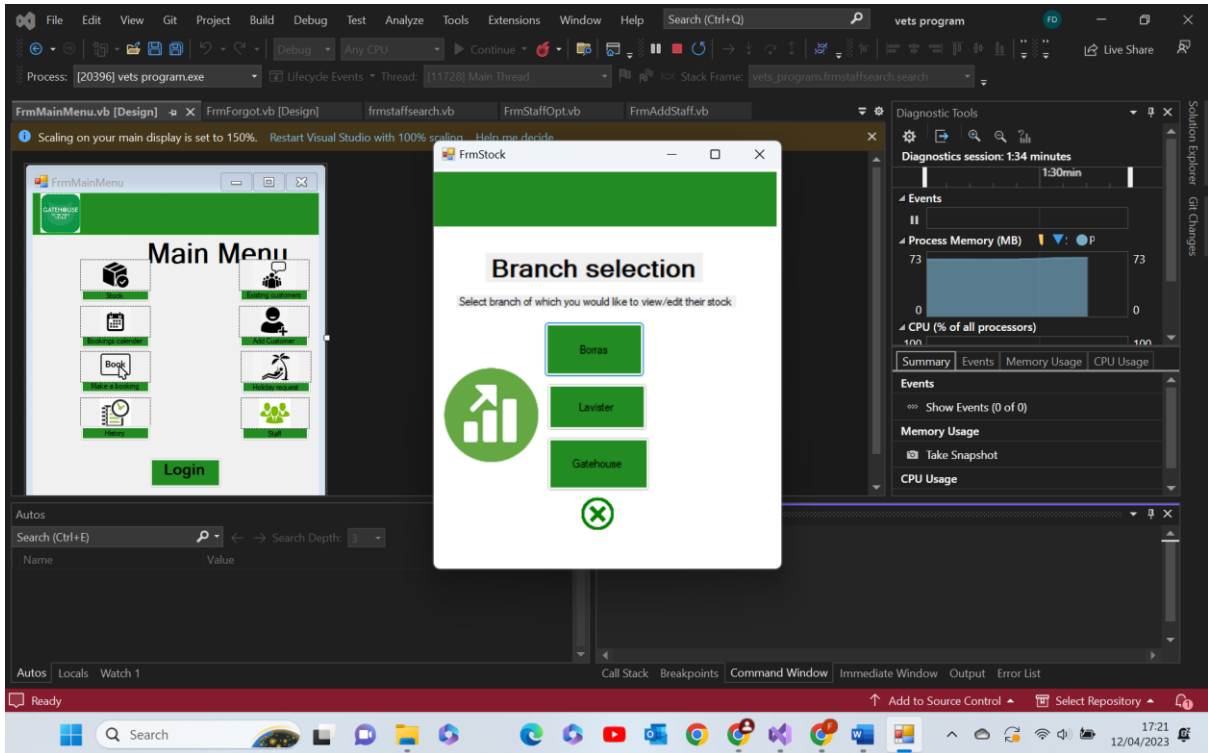 File Edit View Git Project Build Debug Test Analyze Tools Extensions Window Help Search (Ctrl+Q) vets program FD
Debug Any CPU Continue Live Share
Process: [20396] vets program.exe Lifecycle Events Thread: [11728] Main Thread Stack Frame: vets_program.frmstaffsearch.search
FrmMainMenu.vb [Design] FrmForgot.vb [Design] frmstaffsearch.vb FrmStaffOpt.vb FrmAddStaff.vb
Scaling on your main display is set to 150%. Restart Visual Studio with 100% scaling Help me decide
FrmMainMenu
GATEHOUSE
Main Menu
Stock
Existing customers
Bookings calender
Add Customer
Book
Make a booking
Holiday request
History
Staff
Login
FrmStock
Branch selection
Select branch of which you would like to view/edit their stock
Borras
Lavister
Gatehouse
Diagnostic Tools
Diagnostics session: 1:34 minutes
1:30min
Events
Process Memory (MB) P
73 73
0 0
CPU (% of all processors)
100 100
Summary Events Memory Usage CPU Usage
Events
Show Events (0 of 0)
Memory Usage
Take Snapshot
CPU Usage
Solution Explorer
Git Changes
Autos
Search (Ctrl+E) Search Depth: 3
Name Value
Autos Locals Watch 1
Call Stack Breakpoints Command Window Immediate Window Output Error List
Ready
Add to Source Control Select Repository
Search
17:21
12/04/2023